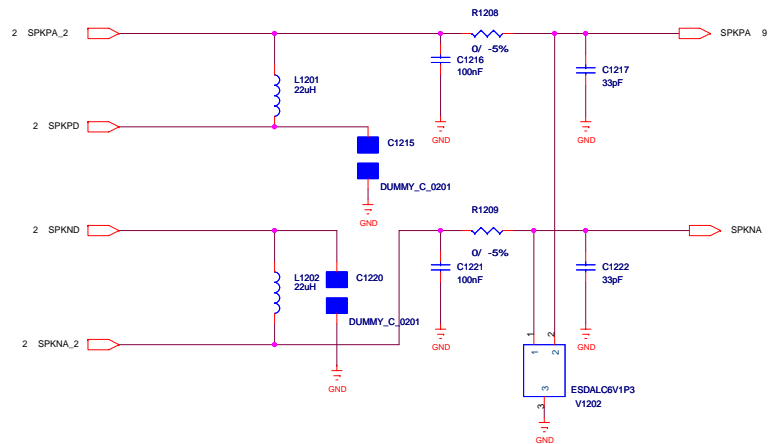 R1208
2 SPKPA_2
SPKPA 9
0/ -5%
C1216
100nF
C1217
33pF
L1201
22uH
GND
GND
2 SPKPD
C1215
DUMMY_C_0201
GND
R1209
2 SPKND
SPKNA
0/ -5%
C1221
100nF
C1222
33pF
L1202
22uH
C1220
DUMMY_C_0201
2 SPKNA_2
GND
GND
GND
1
2
1
2
3
3
ESDALC6V1P3
V1202
GND